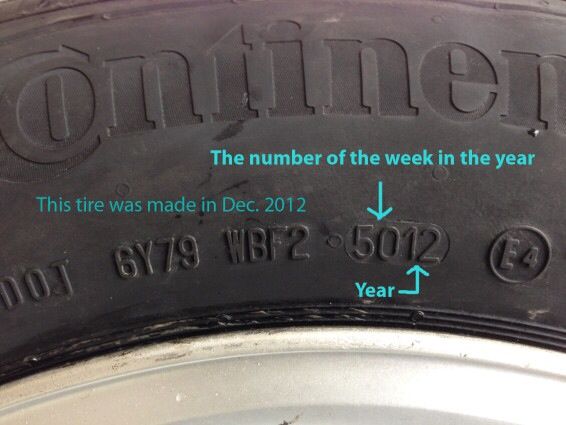 Continen
The number of the week in the year
This tire was made in Dec. 2012
DOT 6Y79 WBF2 5012 E4
Year